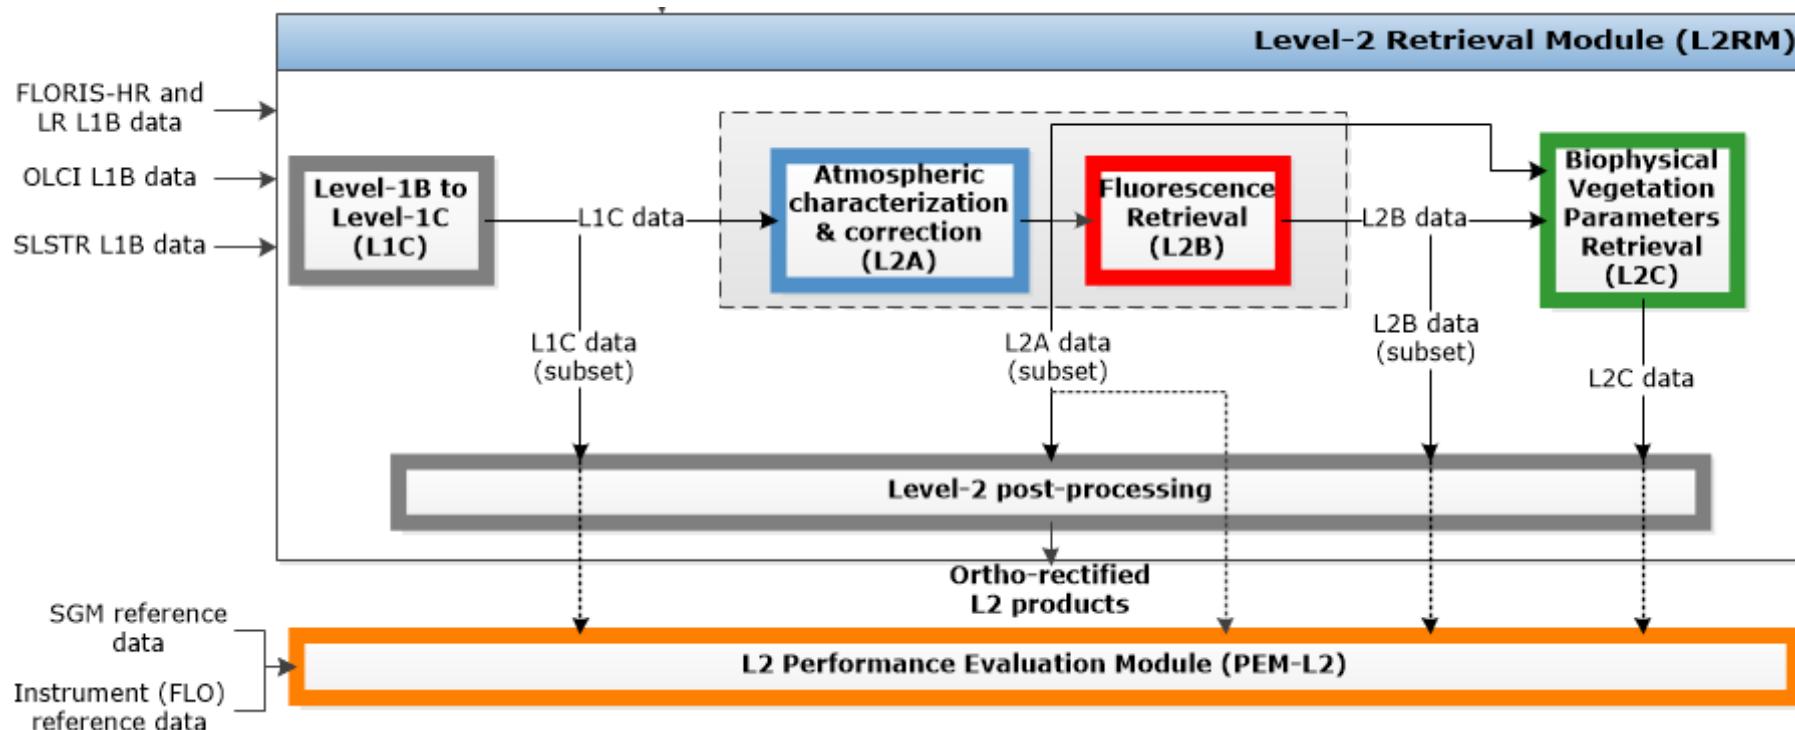 Level-2 Retrieval Module (L2RM)
FLORIS-HR and
LR L1B data
OLCI L1B data
SLSTR L1B data
Level-1B to
Level-1C
(L1C)
L1C data
Atmospheric
characterization
& correction
(L2A)
Fluorescence
Retrieval
(L2B)
L2B data
Biophysical
Vegetation
Parameters
Retrieval
(L2C)
L1C data
(subset)
L2A data
(subset)
L2B data
(subset)
L2C data
Level-2 post-processing
Ortho-rectified
L2 products
SGM reference
data
Instrument (FLO)
reference data
L2 Performance Evaluation Module (PEM-L2)